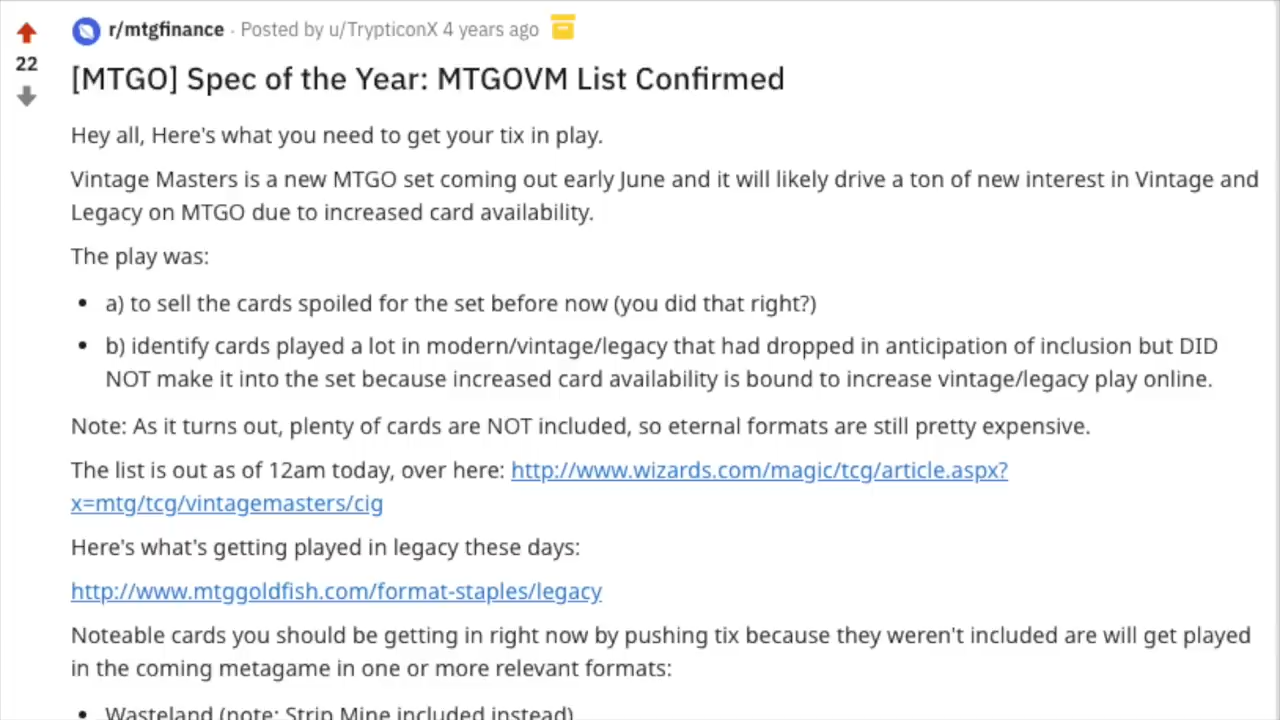 r/mtgfinance · Posted by u/TrypticonX 4 years ago
22
[MTGO] Spec of the Year: MTGOVM List Confirmed
Hey all, Here's what you need to get your tix in play.
Vintage Masters is a new MTGO set coming out early June and it will likely drive a ton of new interest in Vintage and
Legacy on MTGO due to increased card availability.
The play was:
• a) to sell the cards spoiled for the set before now (you did that right?)
• b) identify cards played a lot in modern/vintage/legacy that had dropped in anticipation of inclusion but DID
NOT make it into the set because increased card availability is bound to increase vintage/legacy play online.
Note: As it turns out, plenty of cards are NOT included, so eternal formats are still pretty expensive.
The list is out as of 12am today, over here: http://www.wizards.com/magic/tcg/article.aspx?
x=mtg/tcg/vintagemasters/cig
Here's what's getting played in legacy these days:
http://www.mtggoldfish.com/format-staples/legacy
Noteable cards you should be getting in right now by pushing tix because they weren't included are will get played
in the coming metagame in one or more relevant formats:
• Wasteland (note: Strip Mine included instead)